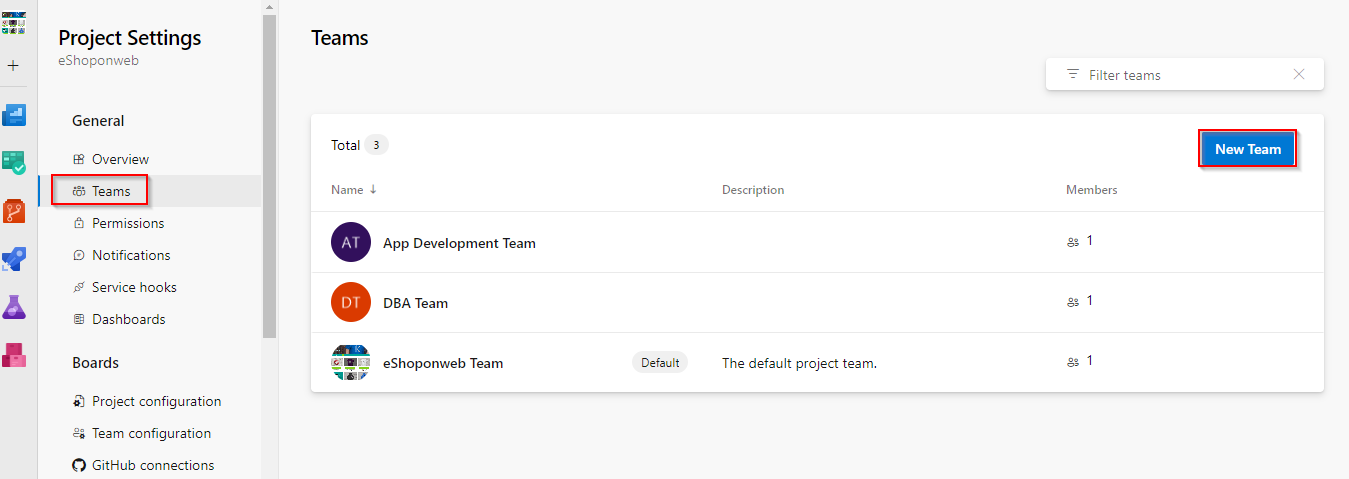 Project Settings
eShoponweb
General
Overview
Teams
Permissions
Notifications
Service hooks
Dashboards
Boards
Project configuration
Team configuration
GitHub connections
Teams
Filter teams
Total 3
New Team
Name ↓ Description Members
AT App Development Team 1
DT DBA Team 1
eShoponweb Team Default The default project team. 1